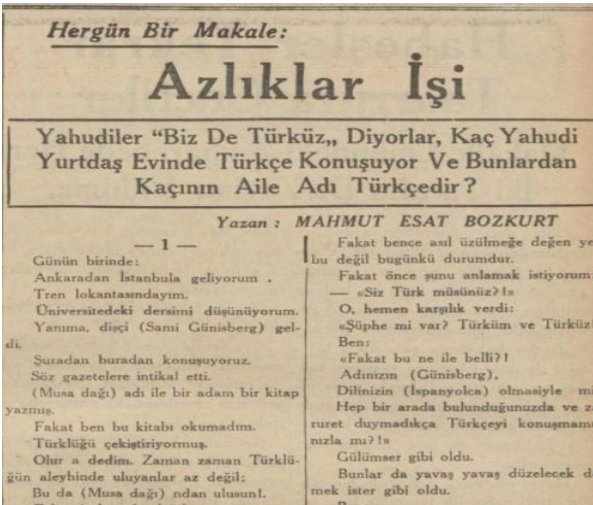 Hergün Bir Makale:
Azlıklar İşi
Yahudiler “Biz De Türküz„ Diyorlar, Kaç Yahudi
Yurtdaş Evinde Türkçe Konuşuyor Ve Bunlardan
Kaçının Aile Adı Türkçedir?
Yazan : MAHMUT ESAT BOZKURT
— 1 —
Günün birinde:
Ankaradan İstanbula geliyorum .
Tren lokantasındayım.
Üniversitedeki dersimi düşünüyorum.
Yanıma, dişçi (Sami Günisberg) gel-
di.
Şuradan buradan konuşuyoruz.
Söz gazetelere intikal etti.
(Musa dağı) adı ile bir adam bir kitap
yazmış.
Fakat ben bu kitabı okumadım.
Türklüğü çekiştiriyormuş.
Olur a dedim. Zaman zaman Türklü-
ğün aleyhinde uluyanlar az değil;
Bu da (Musa dağı) ndan ulusun!.
Fakat bence asıl üzülmeğe değen ye
bu değil bugünkü durumdur.
Fakat önce şunu anlamak istiyorum
— «Siz Türk müsünüz?!»
O, hemen karşılık verdi:
«Şüphe mi var? Türküm ve Türküz!
Ben:
«Fakat bu ne ile belli?!
Adınızın (Günisberg),
Dilinizin (İspanyolca) olmasiyle mi
Hep bir arada bulunduğunuzda ve z
ruret duymadıkça Türkçeyi konuşmam
nızla mı?!»
Gülümser gibi oldu.
Bunlar da yavaş yavaş düzelecek d
mek ister gibi oldu.